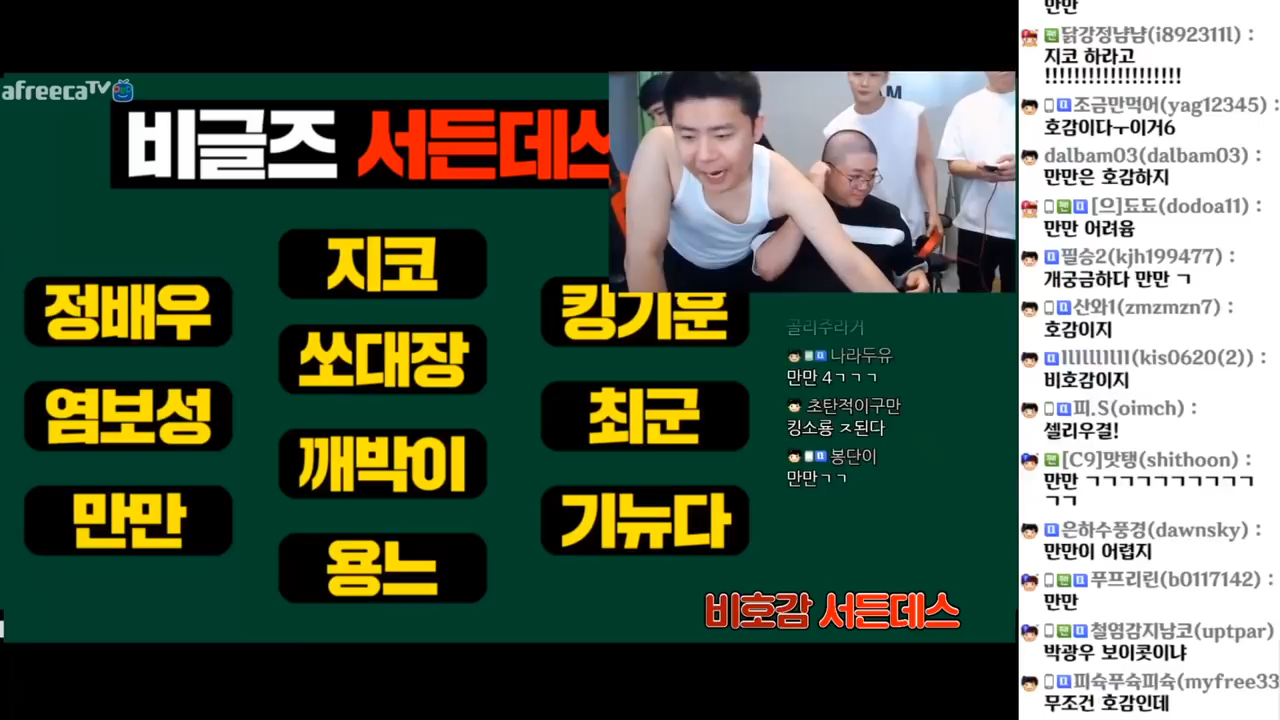 afreecaTV
비글즈 서든데스
AM
지코
정배우
킹기훈
쏘대장
염보성
최군
깨박이
만만
기뉴다
용느
비호감 서든데스
골리주라거
나라두유
만만 4ㄱㄱㄱ
초탄적이구만
킹소룡 ㅈ된다
봉단이
만만ㄱㄱ
만만
닭강정냠냠(i892311l) :
지코 하라고
!!!!!!!!!!!!!!!!!!!
조금만먹어(yag12345) :
호감이다ㅜ이거6
dalbam03(dalbam03) :
만만은 호감하지
[으]됴됴(dodoa11) :
만만 어려움
필승2(kjh199477) :
개궁금하다 만만 ㄱ
산와1(zmzmzn7) :
호감이지
(kis0620(2)) :
비호감이지
피.S(oimch) :
셀리우결!
[C9]맛탱(shithoon) :
만만 ㄱㄱㄱㄱㄱㄱㄱㄱㄱㄱ
ㄱㄱ
은하수풍경(dawnsky) :
만만이 어렵지
푸프리린(b0117142) :
만만
철염감지남코(uptpar)
박광우 보이콧이냐
피슉푸슉피슉(myfree33
무조건 호감인데